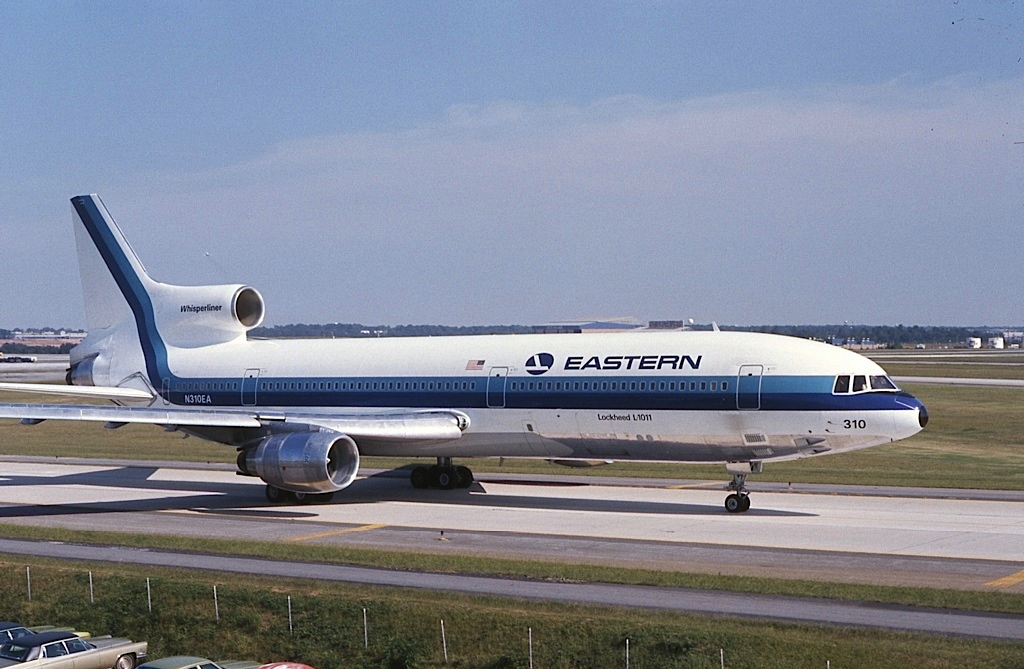 Whisperliner
EASTERN
N310EA
Lockheed L-1011
310